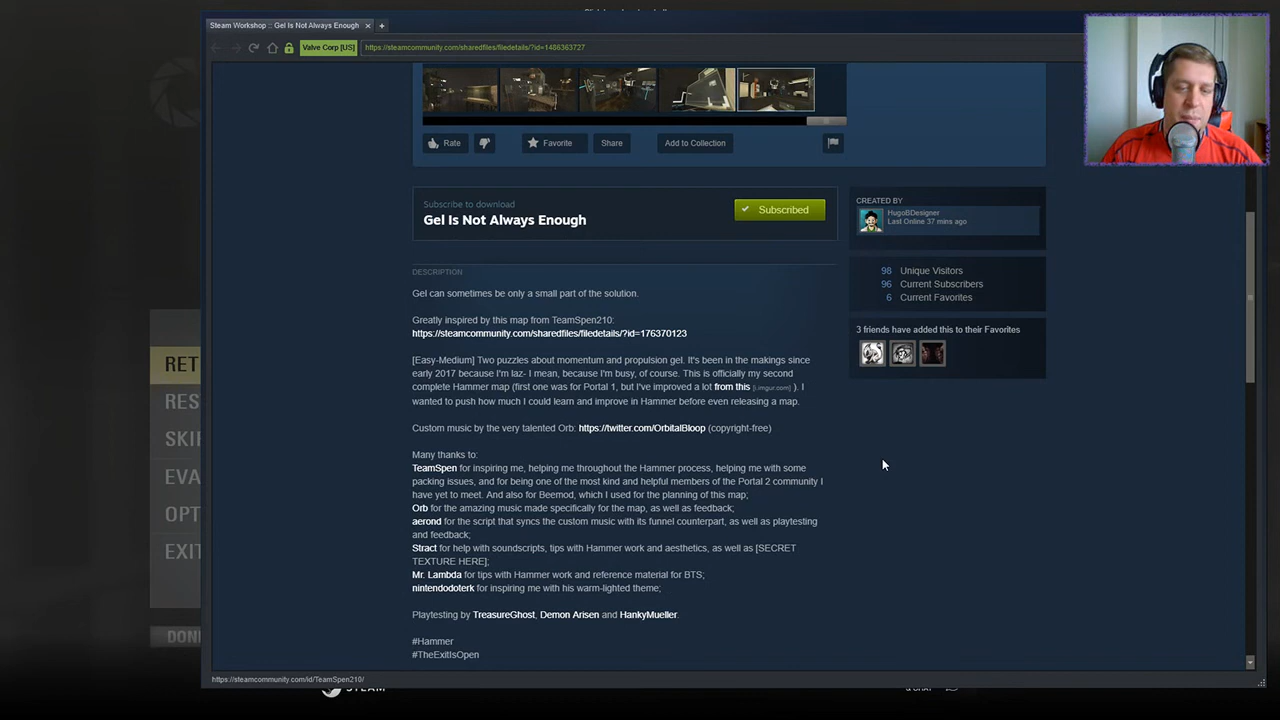 Steam Workshop :: Gel Is Not Always Enough
Valve Corp [US]
https://steamcommunity.com/sharedfiles/filedetails/?id=1486363727
Rate
Favorite
Share
Add to Collection
Subscribe to download
Gel Is Not Always Enough
Subscribed
CREATED BY
HugoBDesigner
Last Online 37 mins ago
98 Unique Visitors
96 Current Subscribers
6 Current Favorites
3 friends have added this to their Favorites
DESCRIPTION
Gel can sometimes be only a small part of the solution.
Greatly inspired by this map from TeamSpen210:
https://steamcommunity.com/sharedfiles/filedetails/?id=176370123
[Easy-Medium] Two puzzles about momentum and propulsion gel. It's been in the makings since
early 2017 because I'm laz- I mean, because I'm busy, of course. This is officially my second
complete Hammer map (first one was for Portal 1, but I've improved a lot from this [i.imgur.com] ). I
wanted to push how much I could learn and improve in Hammer before even releasing a map.
Custom music by the very talented Orb: https://twitter.com/OrbitalBloop (copyright-free)
Many thanks to:
TeamSpen for inspiring me, helping me throughout the Hammer process, helping me with some
packing issues, and for being one of the most kind and helpful members of the Portal 2 community I
have yet to meet. And also for Beemod, which I used for the planning of this map;
Orb for the amazing music made specifically for the map, as well as feedback;
aerond for the script that syncs the custom music with its funnel counterpart, as well as playtesting
and feedback;
Stract for help with soundscripts, tips with Hammer work and aesthetics, as well as [SECRET
TEXTURE HERE];
Mr. Lambda for tips with Hammer work and reference material for BTS;
nintendodoterk for inspiring me with his warm-lighted theme;
Playtesting by TreasureGhost, Demon Arisen and HankyMueller.
#Hammer
#TheExitIsOpen
https://steamcommunity.com/id/TeamSpen210/
RET
RES
SKI
EVA
OPT
EXIT
DON
STEAM